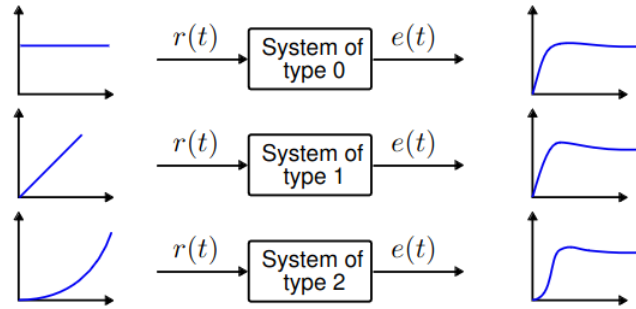 r(t) System of type 0 e(t)
r(t) System of type 1 e(t)
r(t) System of type 2 e(t)